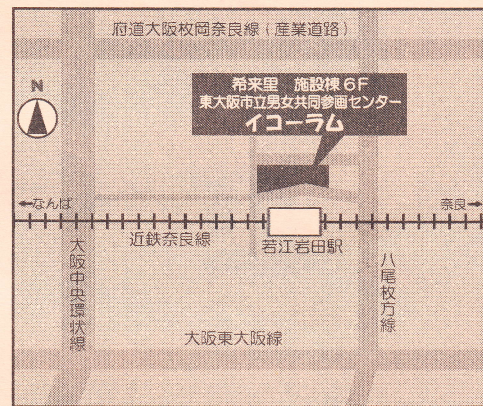 府道大阪枚岡奈良線(産業道路)
N
希来里 施設棟6F
東大阪市立男女共同参画センター
イコーラム
←なんば
奈良→
近鉄奈良線
若江岩田駅
大阪中央環状線
八尾枚方線
大阪東大阪線